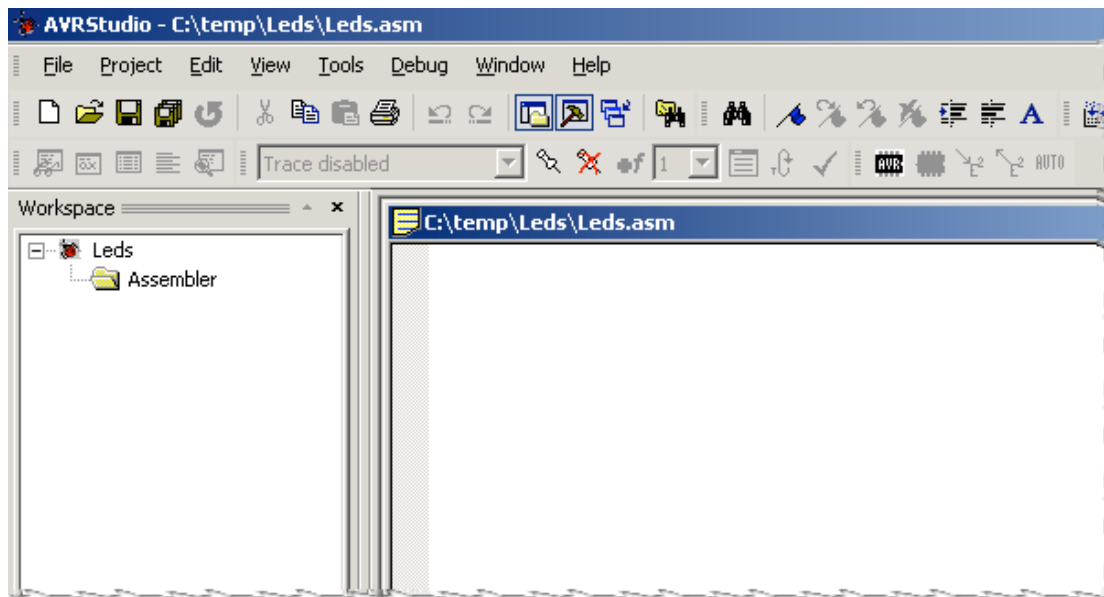 AVRStudio - C:\temp\Leds\Leds.asm
File Project Edit View Tools Debug Window Help
A
Trace disabled 1 AVR AUTO
Workspace
C:\temp\Leds\Leds.asm
Leds
Assembler